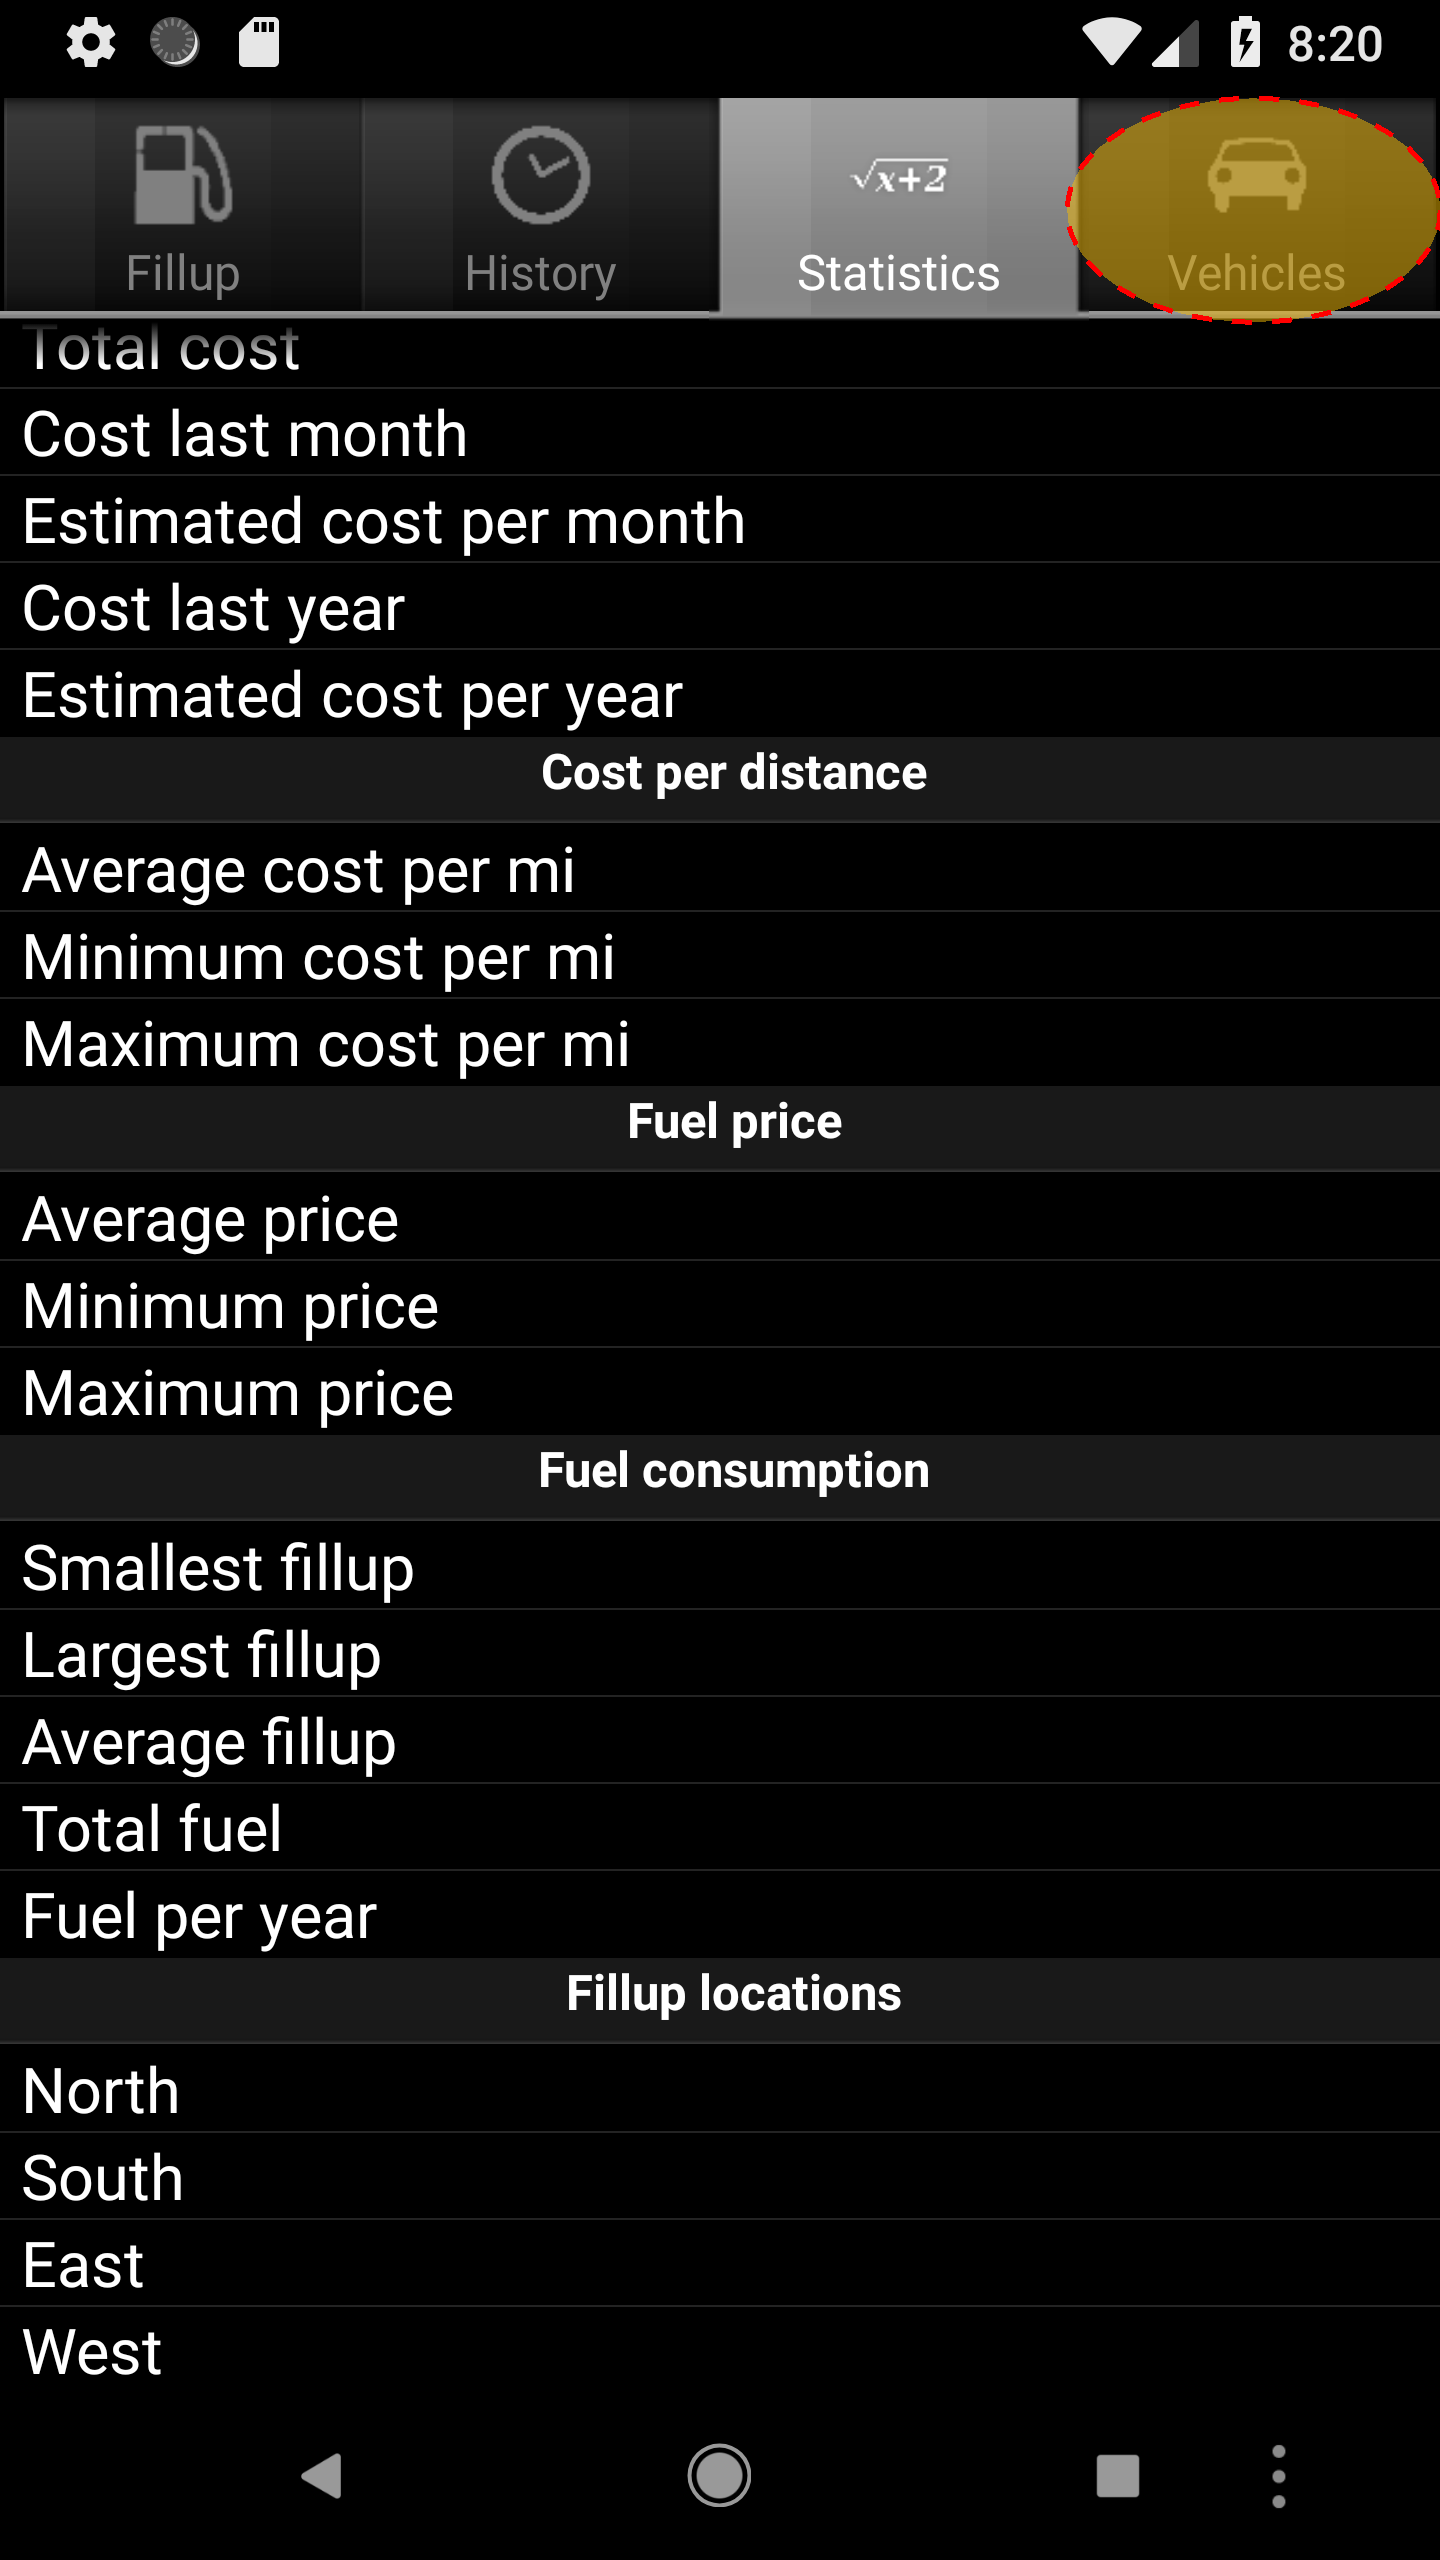 8:20
√x+2
Fillup
History
Statistics
Vehicles
Total cost
Cost last month
Estimated cost per month
Cost last year
Estimated cost per year
Cost per distance
Average cost per mi
Minimum cost per mi
Maximum cost per mi
Fuel price
Average price
Minimum price
Maximum price
Fuel consumption
Smallest fillup
Largest fillup
Average fillup
Total fuel
Fuel per year
Fillup locations
North
South
East
West